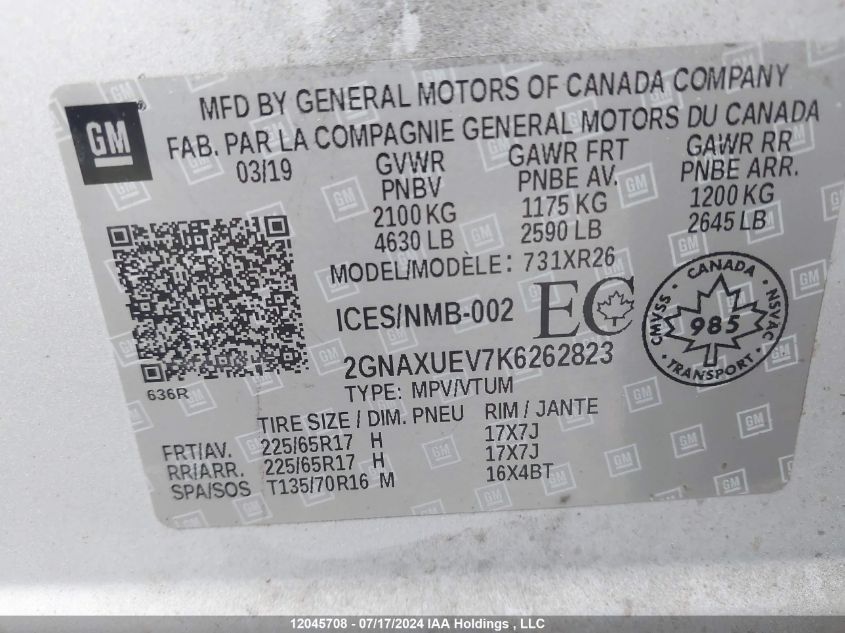 MFD BY GENERAL MOTORS OF CANADA COMPANY
FAB. PAR LA COMPAGNIE GENERAL MOTORS DU CANADA
GM ®
03/19 GVWR GAWR FRT GAWR RR
PNBV PNBE AV. PNBE ARR.
2100 KG 1175 KG 1200 KG
4630 LB 2590 LB 2645 LB
MODEL/MODÈLE: 731XR26
ICES/NMB-002 EC
CANADA
CMVSS 985 NSVAC
TRANSPORT
2GNAXUEV7K6262823
636R
TYPE: MPV/VTUM
TIRE SIZE / DIM. PNEU RIM / JANTE
FRT/AV. 225/65R17 H 17X7J
RR/ARR. 225/65R17 H 17X7J
SPA/SOS T135/70R16 M 16X4BT
12045708 - 07/17/2024 IAA Holdings , LLC